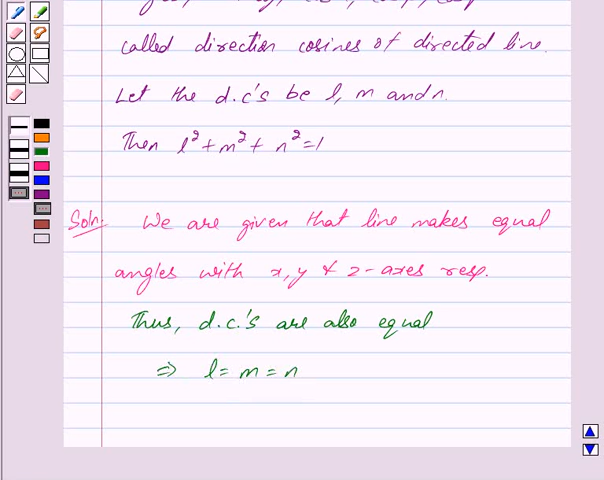 called direction cosines of directed line.
Let the d.c's be l, m and n.
Then l²+m²+n²=1
Soln: We are given that line makes equal
angles with x, y & z-axes resp.
Thus, d.c.'s are also equal
⇒ l=m=n